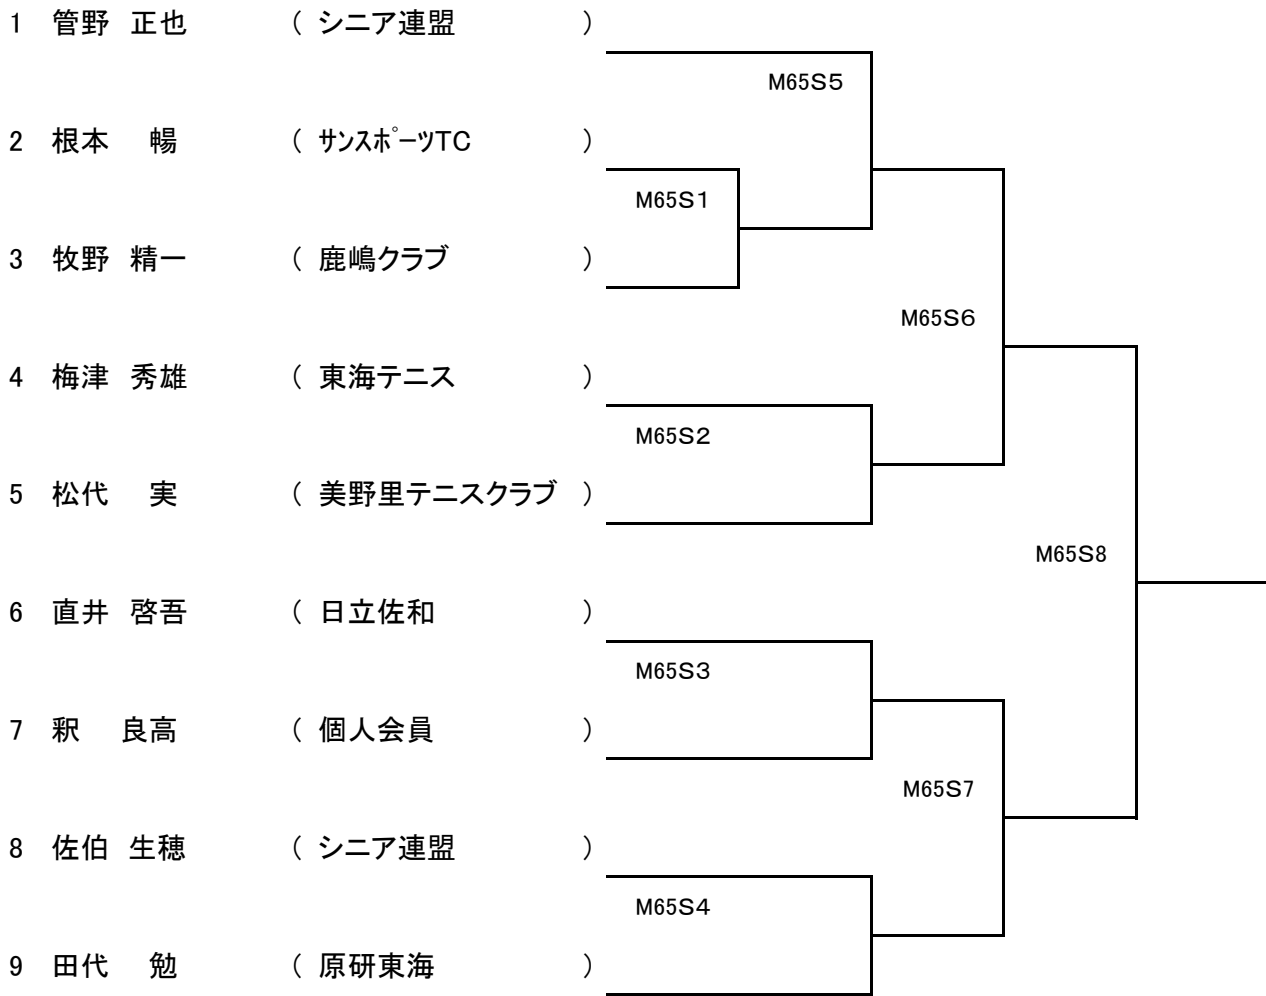 1 管野 正也 ( シニア連盟 )
M65S5
2 根本 暢 ( サンスポーツTC )
M65S1
3 牧野 精一 ( 鹿嶋クラブ )
M65S6
4 梅津 秀雄 ( 東海テニス )
M65S2
5 松代 実 ( 美野里テニスクラブ )
M65S8
6 直井 啓吾 ( 日立佐和 )
M65S3
7 釈 良高 ( 個人会員 )
M65S7
8 佐伯 生穂 ( シニア連盟 )
M65S4
9 田代 勉 ( 原研東海 )